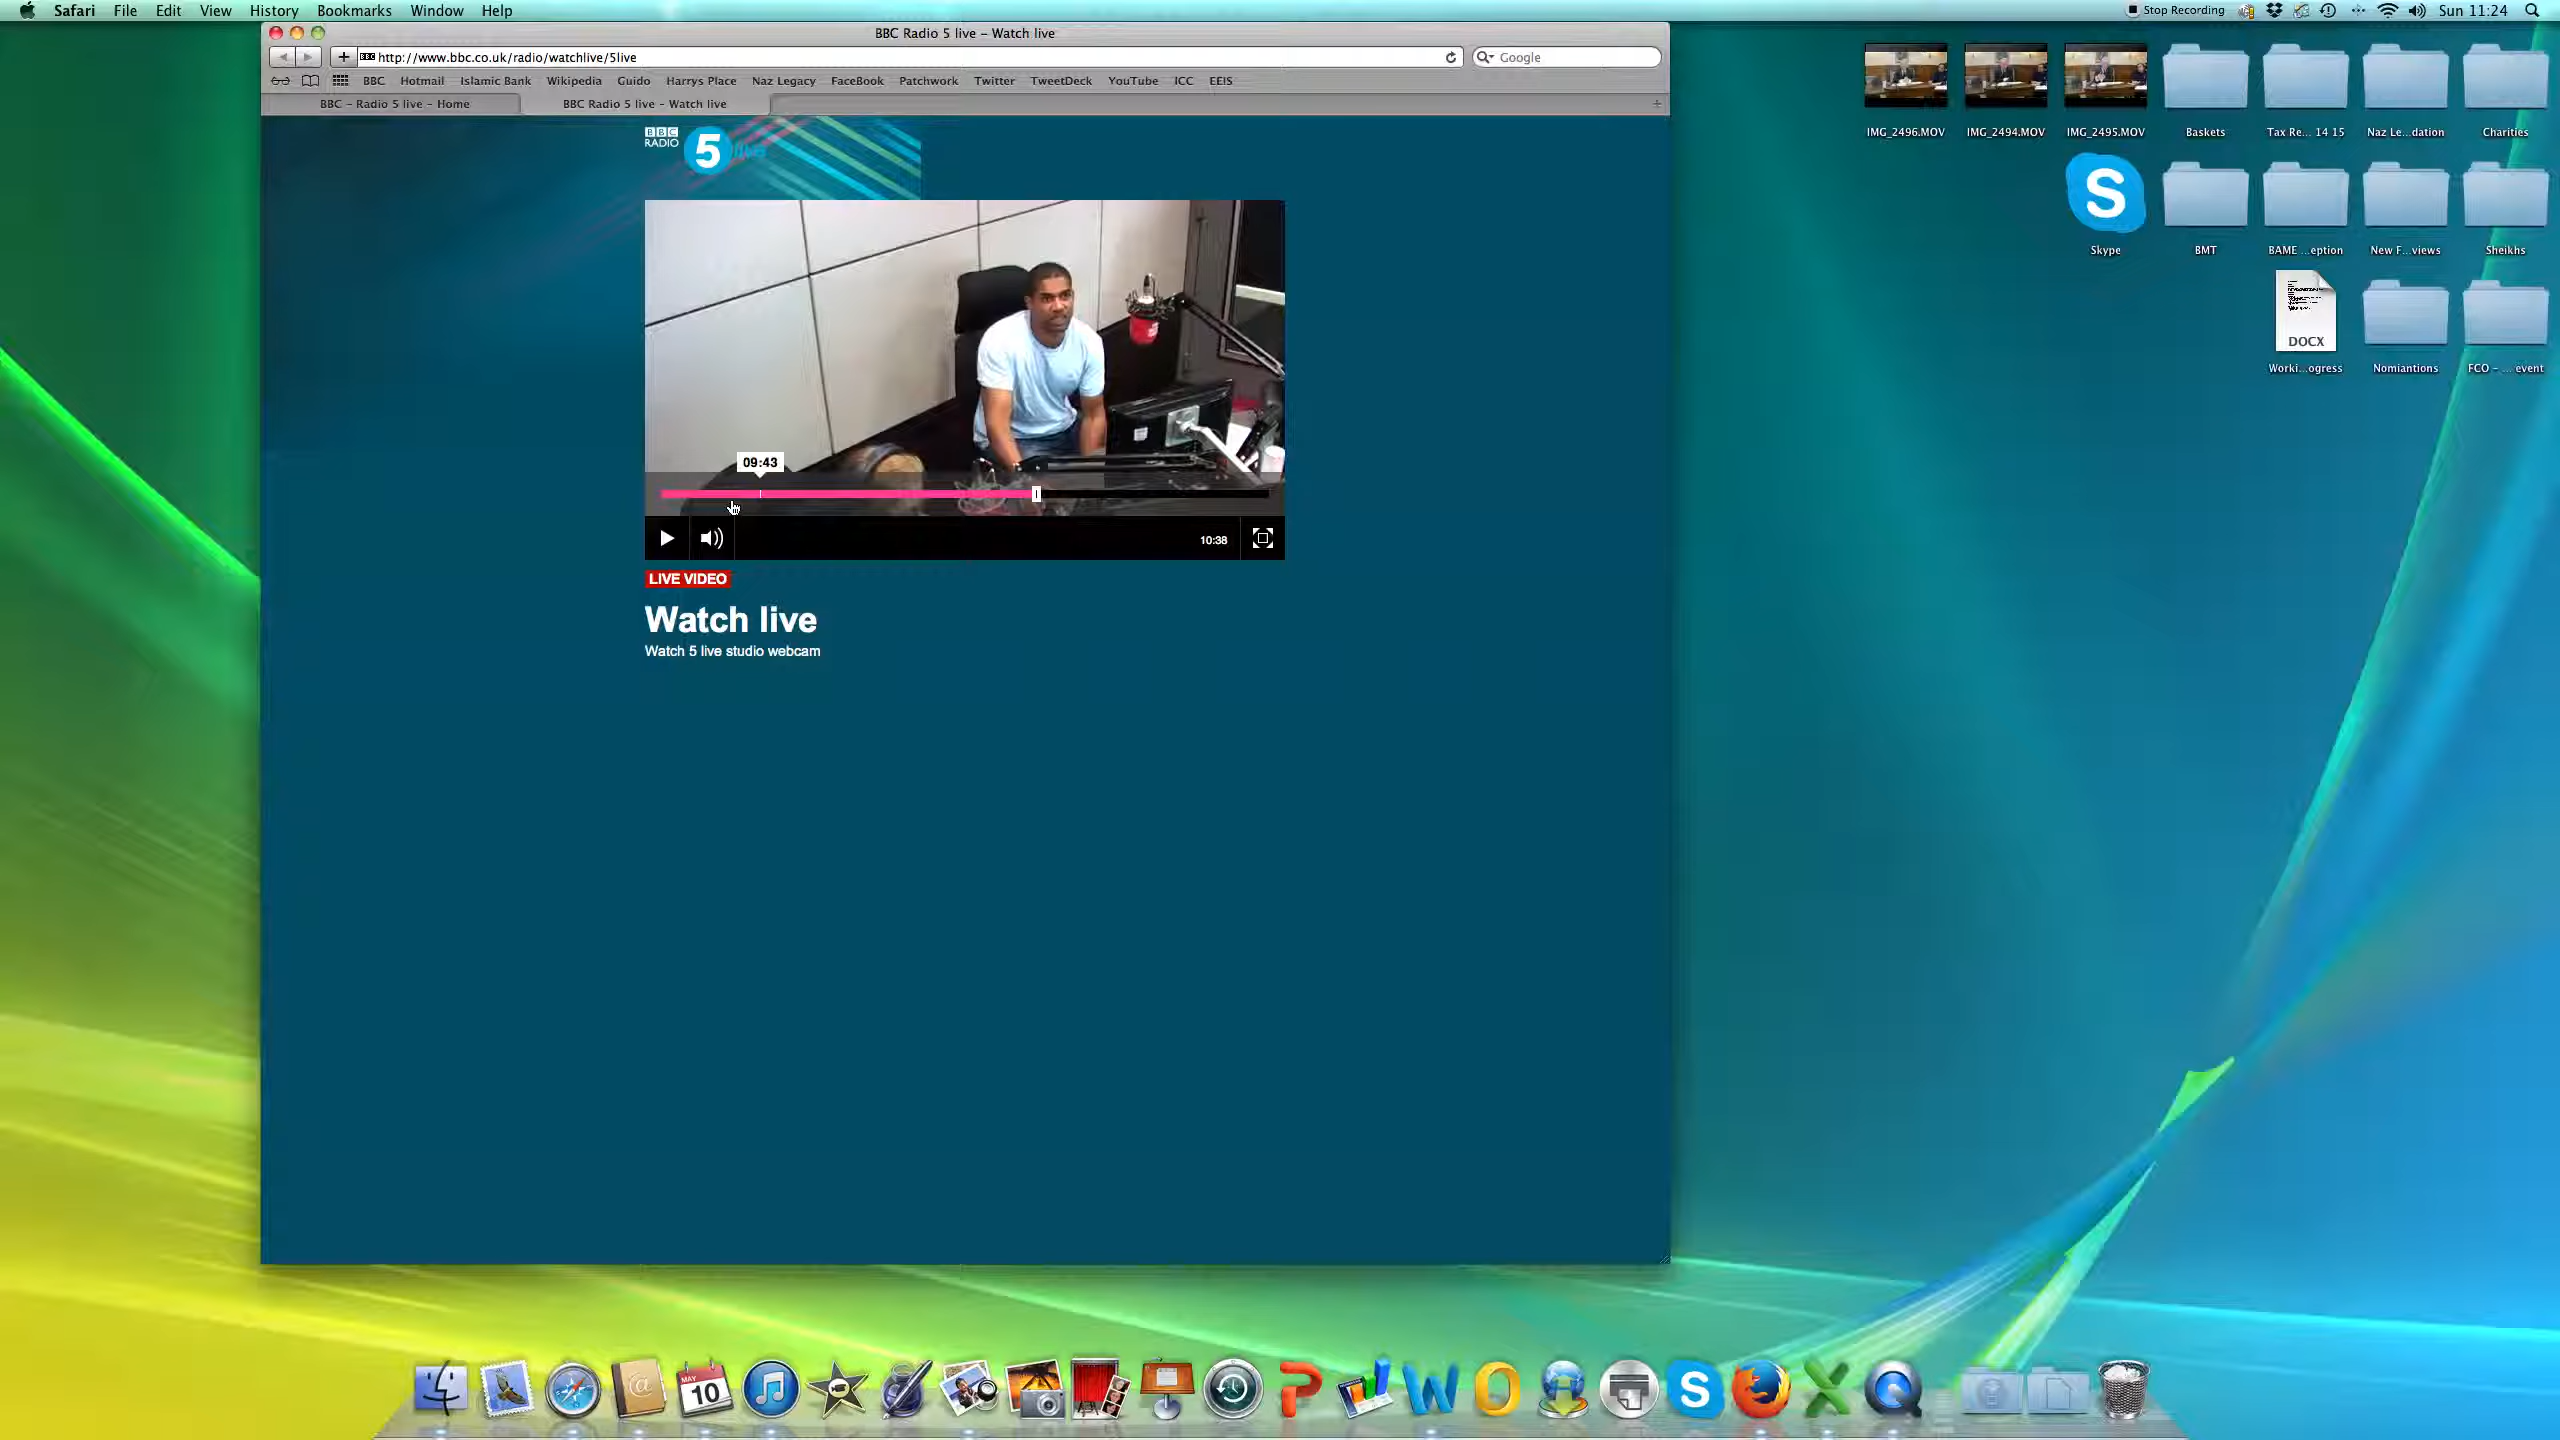 Safari File Edit View History Bookmarks Window Help
Stop Recording
Sun 11:24
BBC Radio 5 live – Watch live
http://www.bbc.co.uk/radio/watchlive/5live
Google
BBC Hotmail Islamic Bank Wikipedia Guido Harrys Place Naz Legacy FaceBook Patchwork Twitter TweetDeck YouTube ICC EEIS
BBC – Radio 5 live – Home
BBC Radio 5 live – Watch live
BBC
RADIO
5 live
09:43
10:38
LIVE VIDEO
Watch live
Watch 5 live studio webcam
IMG_2496.MOV
IMG_2494.MOV
IMG_2495.MOV
Baskets
Tax Re... 14 15
Naz Le...dation
Charities
S
Skype
BMT
BAME ...eption
New F...views
Sheikhs
DOCX
Worki...ogress
Nomiantions
FCO – ... event
MAY
10